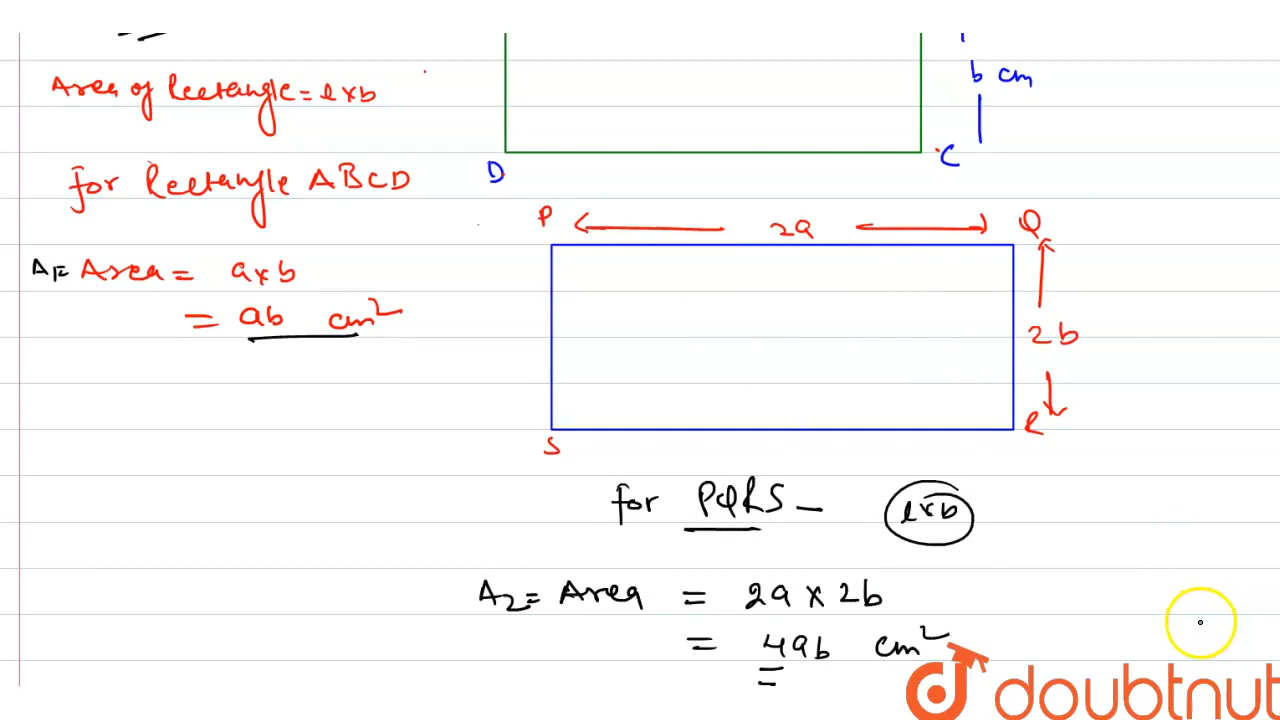 Area of Rectangle = l×b
b cm
D
C
for Rectangle ABCD
P
2a
Q
A1= Area = a×b
= ab cm²
2b
R
S
for PQRS –
l×b
A2= Area = 2a × 2b
= 4ab cm²
doubtnut